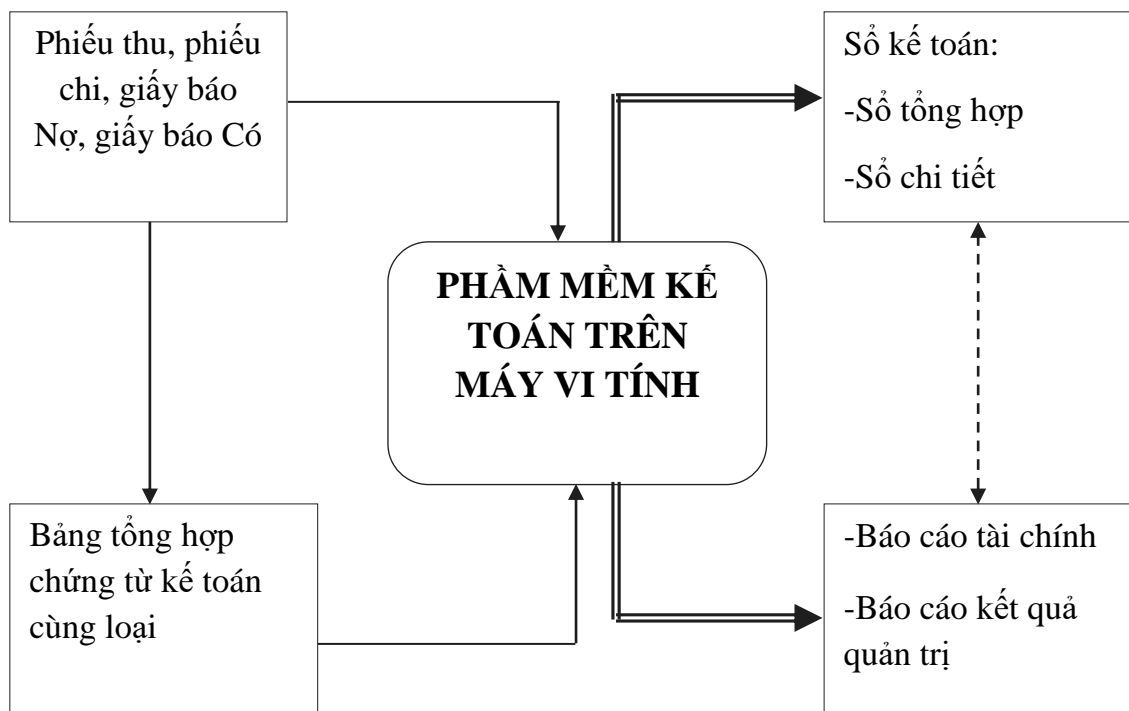 Phiếu thu, phiếu
chi, giấy báo
Nợ, giấy báo Có
Sổ kế toán:
-Sổ tổng hợp
-Sổ chi tiết
PHẦM MỀM KẾ
TOÁN TRÊN
MÁY VI TÍNH
Bảng tổng hợp
chứng từ kế toán
cùng loại
-Báo cáo tài chính
-Báo cáo kết quả
quản trị